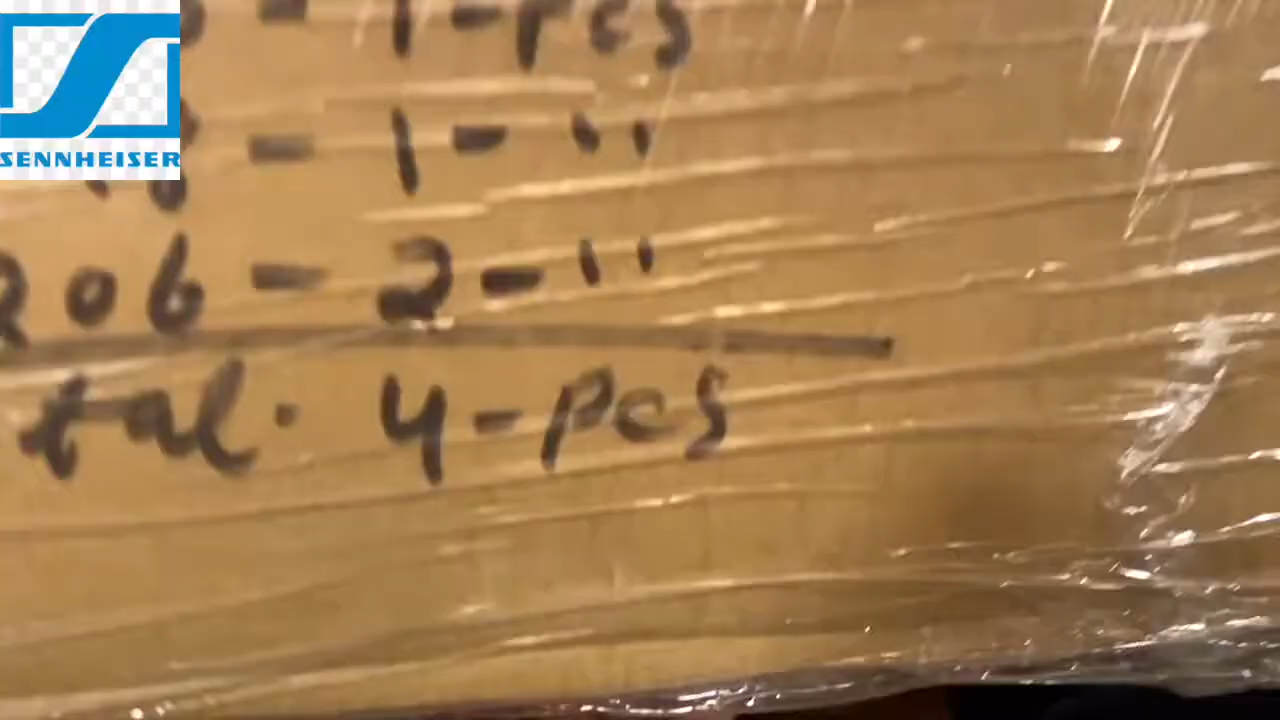 SENNHEISER
- 1 - pcs
- 1 - "
206 - 2 - "
tal. 4 - pcs